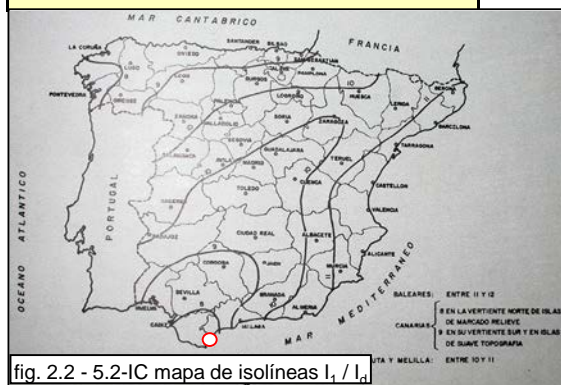 MAR CANTABRICO
FRANCIA
LA CORUÑA
OVIEDO
SANTANDER
BILBAO
SAN SEBASTIAN
LUGO
LEON
PAMPLONA
PONTEVEDRA
ORENSE
BURGOS
LOGROÑO
HUESCA
LERIDA
GERONA
BARCELONA
PALENCIA
ZAMORA
VALLADOLID
SORIA
ZARAGOZA
TARRAGONA
SEGOVIA
SALAMANCA
AVILA
MADRID
GUADALAJARA
TERUEL
CUENCA
CASTELLON
TOLEDO
CACERES
VALENCIA
PORTUGAL
OCEANO ATLANTICO
BADAJOZ
CIUDAD REAL
ALBACETE
ALICANTE
CORDOBA
JAEN
MURCIA
SEVILLA
HUELVA
GRANADA
ALMERIA
CADIZ
MALAGA
MAR MEDITERRANEO
BALEARES: ENTRE 11 Y 12
CANARIAS
8 EN LA VERTIENTE NORTE DE ISLAS
DE MARCADO RELIEVE
9 EN SU VERTIENTE SUR Y EN ISLAS
DE SUAVE TOPOGRAFIA
UTA Y MELILLA: ENTRE 10 Y 11
fig. 2.2 - 5.2-IC mapa de isolíneas I1 / Id